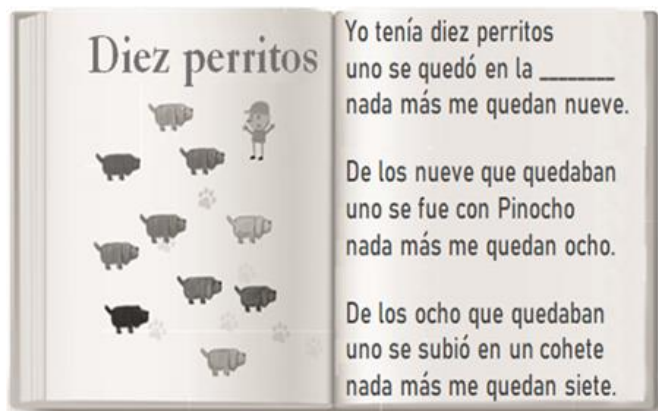 Diez perritos
Yo tenía diez perritos
uno se quedó en la ________
nada más me quedan nueve.
De los nueve que quedaban
uno se fue con Pinocho
nada más me quedan ocho.
De los ocho que quedaban
uno se subió en un cohete
nada más me quedan siete.